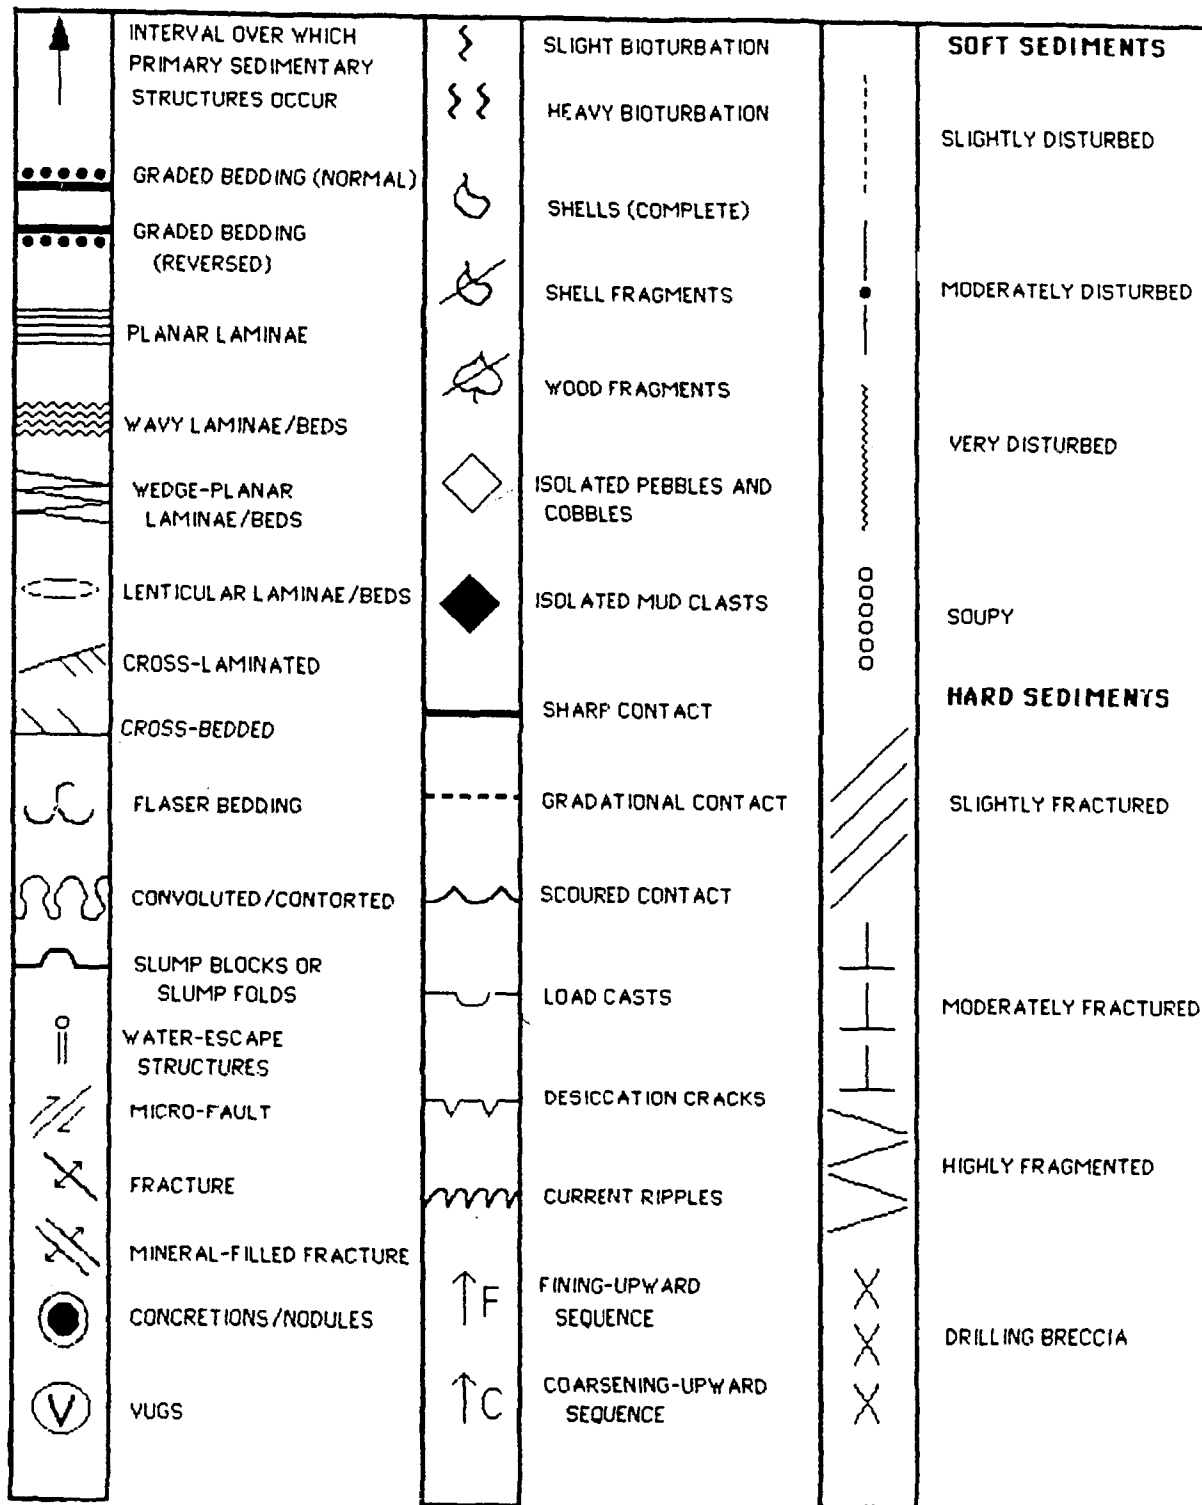 INTERVAL OVER WHICH
PRIMARY SEDIMENTARY
STRUCTURES OCCUR
GRADED BEDDING (NORMAL)
GRADED BEDDING
(REVERSED)
PLANAR LAMINAE
WAVY LAMINAE/BEDS
WEDGE-PLANAR
LAMINAE/BEDS
LENTICULAR LAMINAE/BEDS
CROSS-LAMINATED
CROSS-BEDDED
FLASER BEDDING
CONVOLUTED/CONTORTED
SLUMP BLOCKS OR
SLUMP FOLDS
WATER-ESCAPE
STRUCTURES
MICRO-FAULT
FRACTURE
MINERAL-FILLED FRACTURE
CONCRETIONS/NODULES
V
VUGS
SLIGHT BIOTURBATION
HEAVY BIOTURBATION
SHELLS (COMPLETE)
SHELL FRAGMENTS
WOOD FRAGMENTS
ISOLATED PEBBLES AND
COBBLES
ISOLATED MUD CLASTS
SHARP CONTACT
GRADATIONAL CONTACT
SCOURED CONTACT
LOAD CASTS
DESICCATION CRACKS
CURRENT RIPPLES
F
FINING-UPWARD
SEQUENCE
C
COARSENING-UPWARD
SEQUENCE
SOFT SEDIMENTS
SLIGHTLY DISTURBED
MODERATELY DISTURBED
VERY DISTURBED
SOUPY
HARD SEDIMENTS
SLIGHTLY FRACTURED
MODERATELY FRACTURED
HIGHLY FRAGMENTED
DRILLING BRECCIA